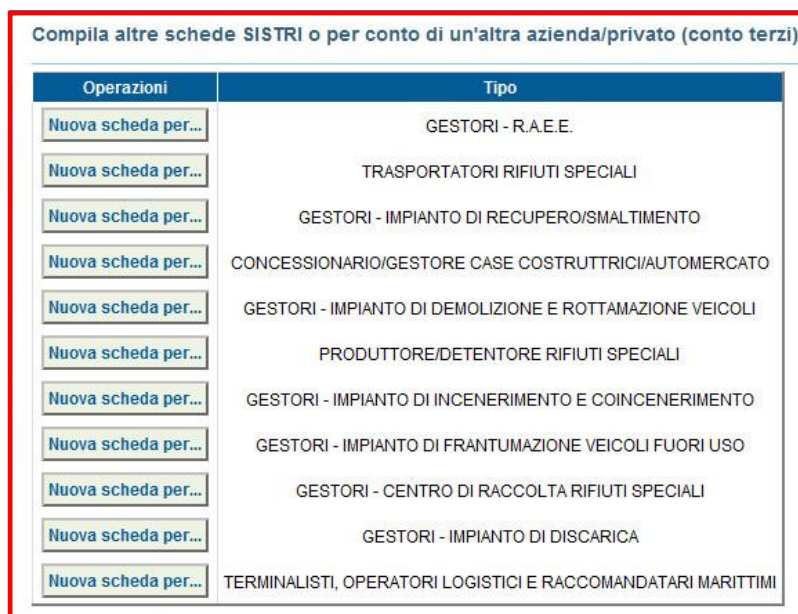 Compila altre schede SISTRI o per conto di un'altra azienda/privato (conto terzi)
Operazioni Tipo
Nuova scheda per... GESTORI - R.A.E.E.
Nuova scheda per... TRASPORTATORI RIFIUTI SPECIALI
Nuova scheda per... GESTORI - IMPIANTO DI RECUPERO/SMALTIMENTO
Nuova scheda per... CONCESSIONARIO/GESTORE CASE COSTRUTTRICI/AUTOMERCATO
Nuova scheda per... GESTORI - IMPIANTO DI DEMOLIZIONE E ROTTAMAZIONE VEICOLI
Nuova scheda per... PRODUTTORE/DETENTORE RIFIUTI SPECIALI
Nuova scheda per... GESTORI - IMPIANTO DI INCENERIMENTO E COINCENERIMENTO
Nuova scheda per... GESTORI - IMPIANTO DI FRANTUMAZIONE VEICOLI FUORI USO
Nuova scheda per... GESTORI - CENTRO DI RACCOLTA RIFIUTI SPECIALI
Nuova scheda per... GESTORI - IMPIANTO DI DISCARICA
Nuova scheda per... TERMINALISTI, OPERATORI LOGISTICI E RACCOMANDATARI MARITTIMI